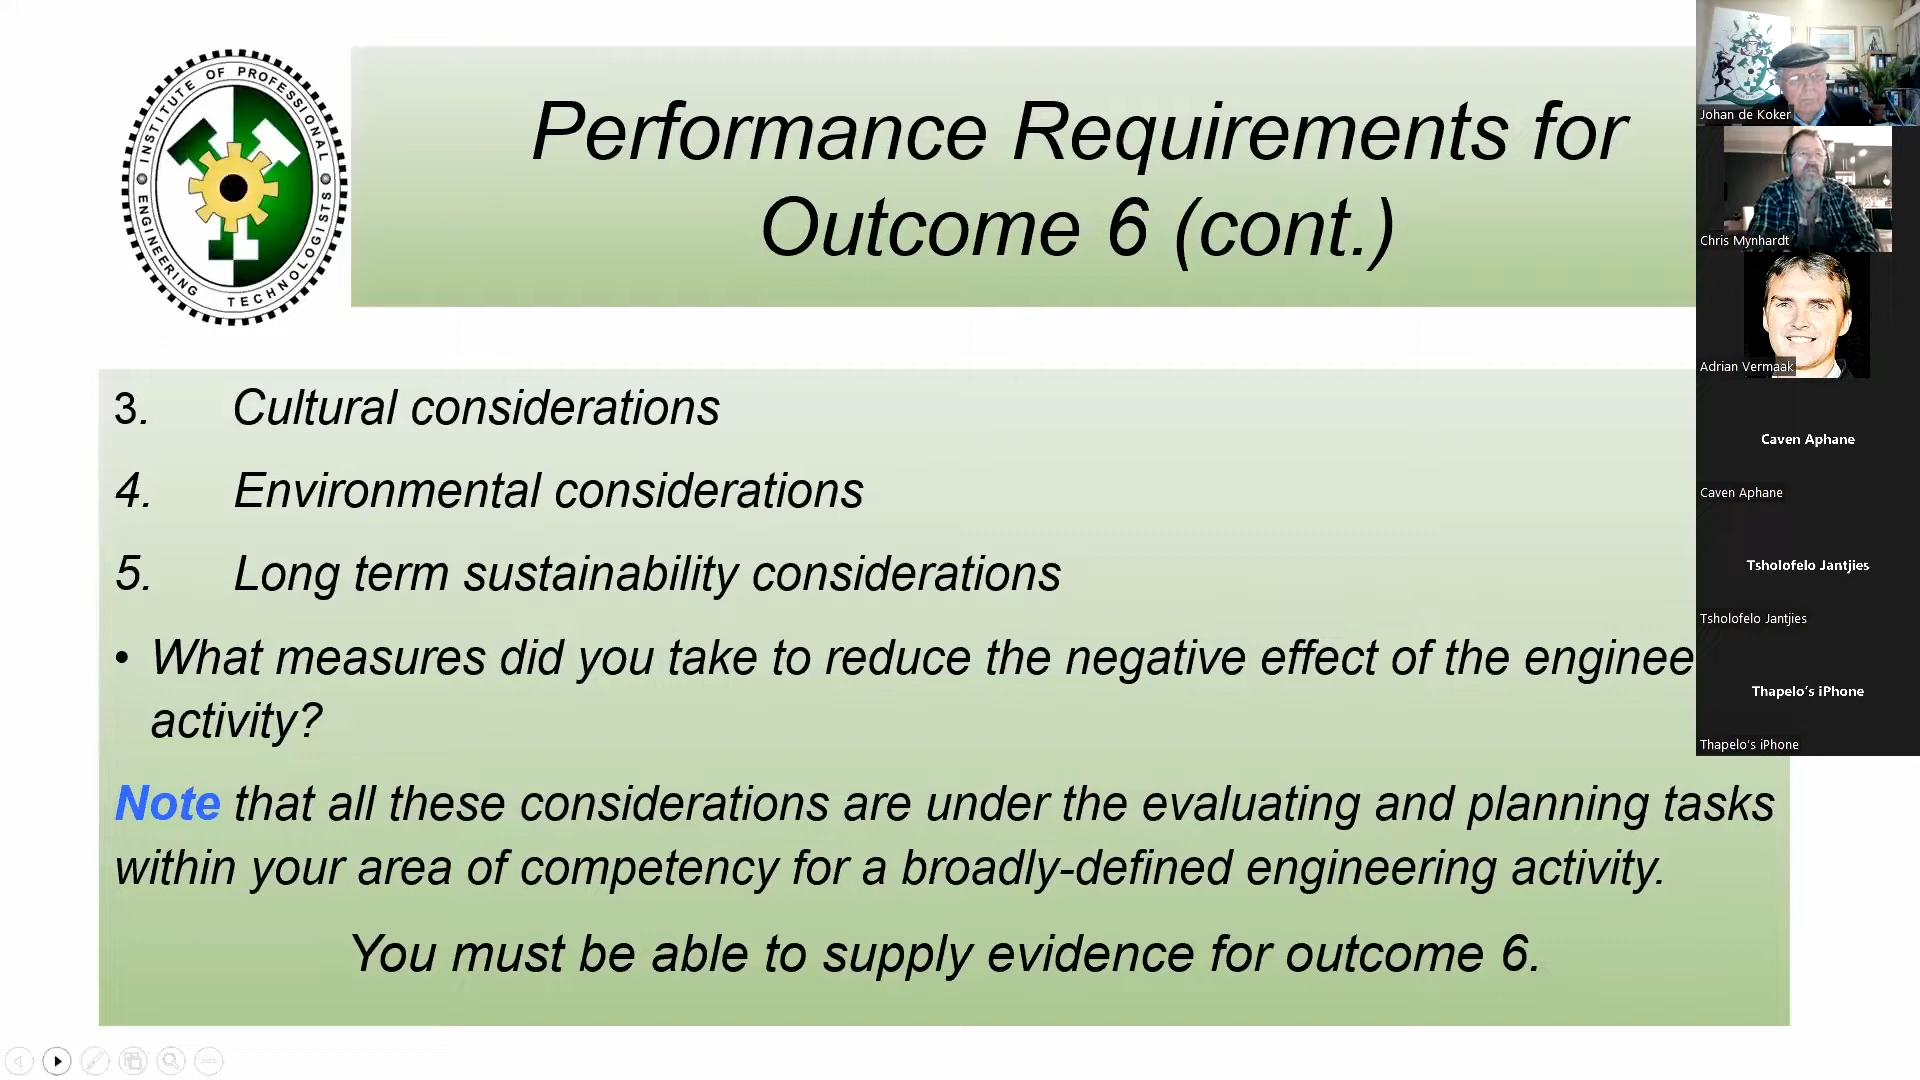 INSTITUTE OF PROFESSIONAL
ENGINEERING TECHNOLOGISTS
Performance Requirements for
Outcome 6 (cont.)
3. Cultural considerations
4. Environmental considerations
5. Long term sustainability considerations
• What measures did you take to reduce the negative effect of the enginee
activity?
Note that all these considerations are under the evaluating and planning tasks
within your area of competency for a broadly-defined engineering activity.
You must be able to supply evidence for outcome 6.
Johan de Koker
Chris Mynhardt
Adrian Vermaak
Caven Aphane
Caven Aphane
Tsholofelo Jantjies
Tsholofelo Jantjies
Thapelo's iPhone
Thapelo's iPhone